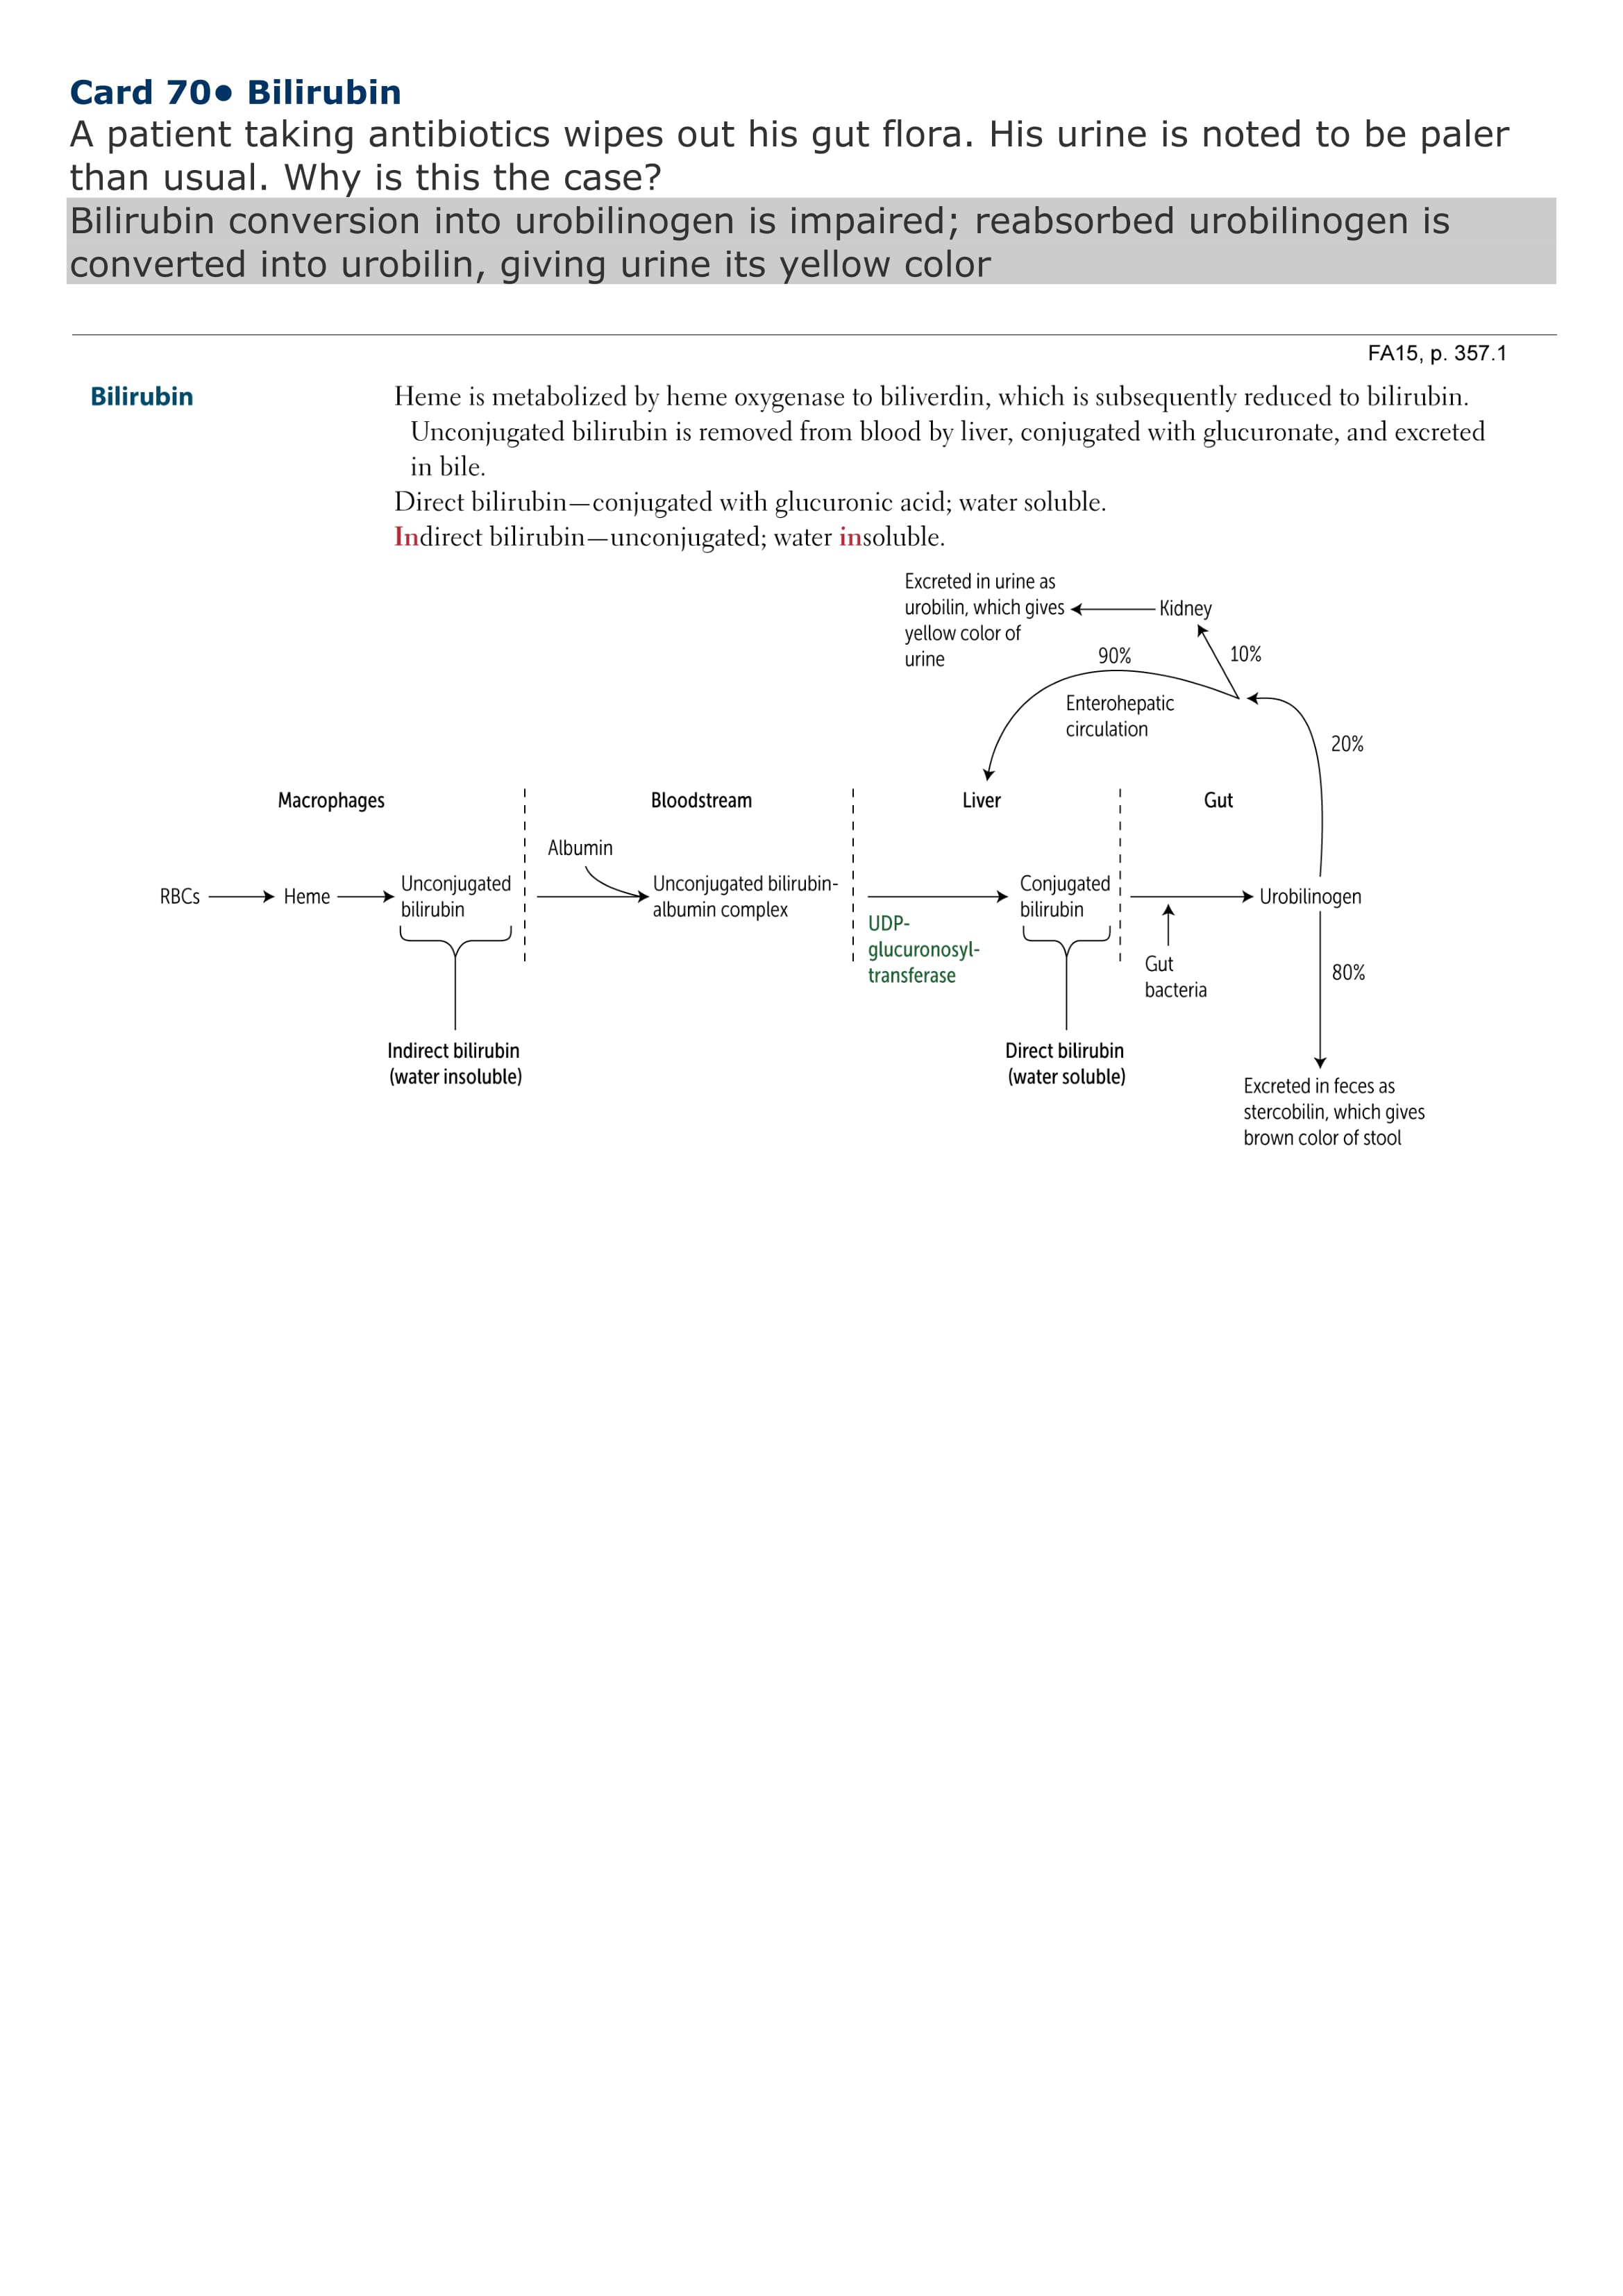 Card 70● Bilirubin
A patient taking antibiotics wipes out his gut flora. His urine is noted to be paler
than usual. Why is this the case?
Bilirubin conversion into urobilinogen is impaired; reabsorbed urobilinogen is
converted into urobilin, giving urine its yellow color
FA15, p. 357.1
Bilirubin
Heme is metabolized by heme oxygenase to biliverdin, which is subsequently reduced to bilirubin.
Unconjugated bilirubin is removed from blood by liver, conjugated with glucuronate, and excreted
in bile.
Direct bilirubin—conjugated with glucuronic acid; water soluble.
Indirect bilirubin—unconjugated; water insoluble.
Excreted in urine as
urobilin, which gives
yellow color of
urine
Kidney
90%
10%
Enterohepatic
circulation
20%
Macrophages
Bloodstream
Liver
Gut
Albumin
RBCs
Heme
Unconjugated
bilirubin
Unconjugated bilirubin-
albumin complex
Conjugated
bilirubin
Urobilinogen
UDP-
glucuronosyl-
transferase
Gut
bacteria
80%
Indirect bilirubin
(water insoluble)
Direct bilirubin
(water soluble)
Excreted in feces as
stercobilin, which gives
brown color of stool